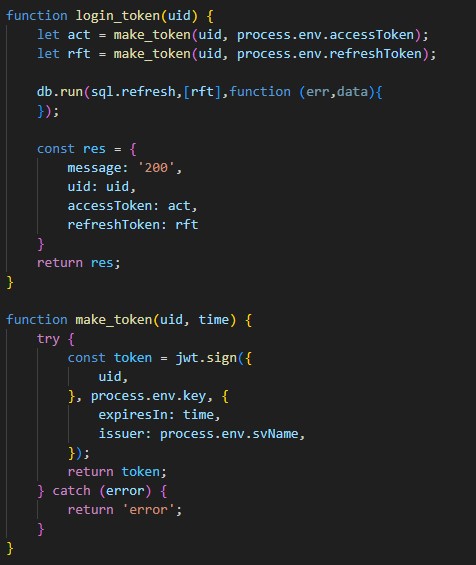 function login_token(uid) {
    let act = make_token(uid, process.env.accessToken);
    let rft = make_token(uid, process.env.refreshToken);

    db.run(sql.refresh,[rft],function (err,data){
    });

    const res = {
        message: '200',
        uid: uid,
        accessToken: act,
        refreshToken: rft
    }
    return res;
}

function make_token(uid, time) {
    try {
        const token = jwt.sign({
            uid,
        }, process.env.key, {
            expiresIn: time,
            issuer: process.env.svName,
        });
        return token;
    } catch (error) {
        return 'error';
    }
}